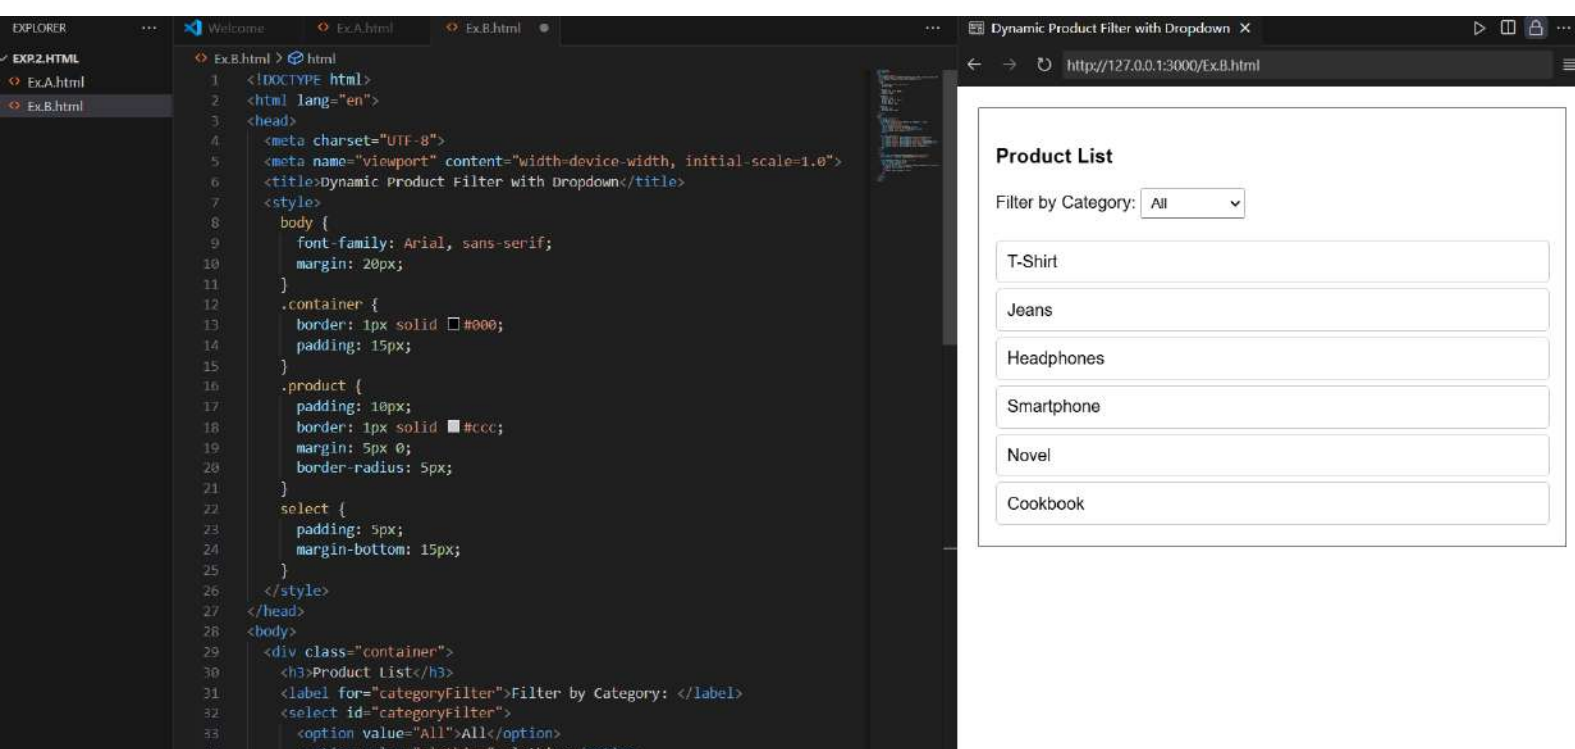 EXPLORER ...
EXP.2.HTML
Ex.A.html
Ex.B.html
Welcome Ex.A.html Ex.B.html ...
Ex.B.html > html
1 <!DOCTYPE html>
2 <html lang="en">
3 <head>
4 <meta charset="UTF-8">
5 <meta name="viewport" content="width=device-width, initial-scale=1.0">
6 <title>Dynamic Product Filter with Dropdown</title>
7 <style>
8 body {
9 font-family: Arial, sans-serif;
10 margin: 20px;
11 }
12 .container {
13 border: 1px solid #000;
14 padding: 15px;
15 }
16 .product {
17 padding: 10px;
18 border: 1px solid #ccc;
19 margin: 5px 0;
20 border-radius: 5px;
21 }
22 select {
23 padding: 5px;
24 margin-bottom: 15px;
25 }
26 </style>
27 </head>
28 <body>
29 <div class="container">
30 <h3>Product List</h3>
31 <label for="categoryFilter">Filter by Category: </label>
32 <select id="categoryFilter">
33 <option value="All">All</option>
Dynamic Product Filter with Dropdown
http://127.0.0.1:3000/Ex.B.html
Product List
Filter by Category: All
T-Shirt
Jeans
Headphones
Smartphone
Novel
Cookbook